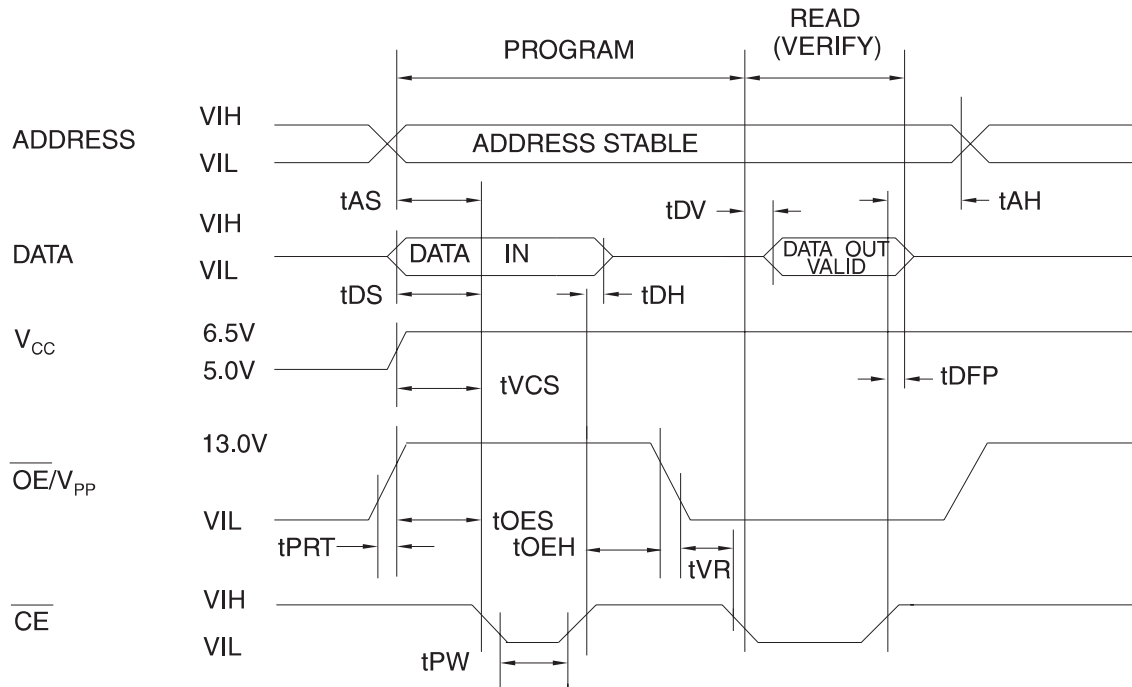 READ
(VERIFY)
PROGRAM
ADDRESS
VIH
VIL
ADDRESS STABLE
tAS
tDV
tAH
DATA
VIH
VIL
DATA IN
DATA OUT
VALID
tDS
tDH
VCC
6.5V
5.0V
tVCS
tDFP
OE/VPP
13.0V
VIL
tPRT
tOES
tOEH
tVR
CE
VIH
VIL
tPW